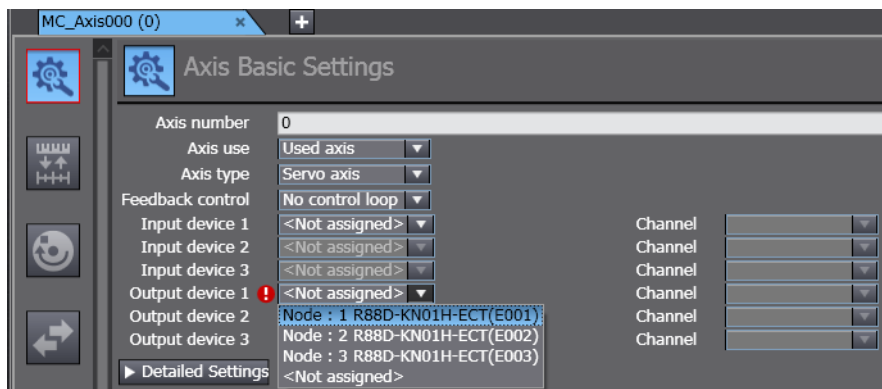 MC_Axis000 (0) × +
Axis Basic Settings
Axis number 0
Axis use Used axis
Axis type Servo axis
Feedback control No control loop
Input device 1 <Not assigned> Channel
Input device 2 <Not assigned> Channel
Input device 3 <Not assigned> Channel
Output device 1 ! <Not assigned> Channel
Output device 2 Node : 1 R88D-KN01H-ECT(E001) Channel
Node : 2 R88D-KN01H-ECT(E002)
Output device 3 Node : 3 R88D-KN01H-ECT(E003) Channel
▶ Detailed Settings <Not assigned>